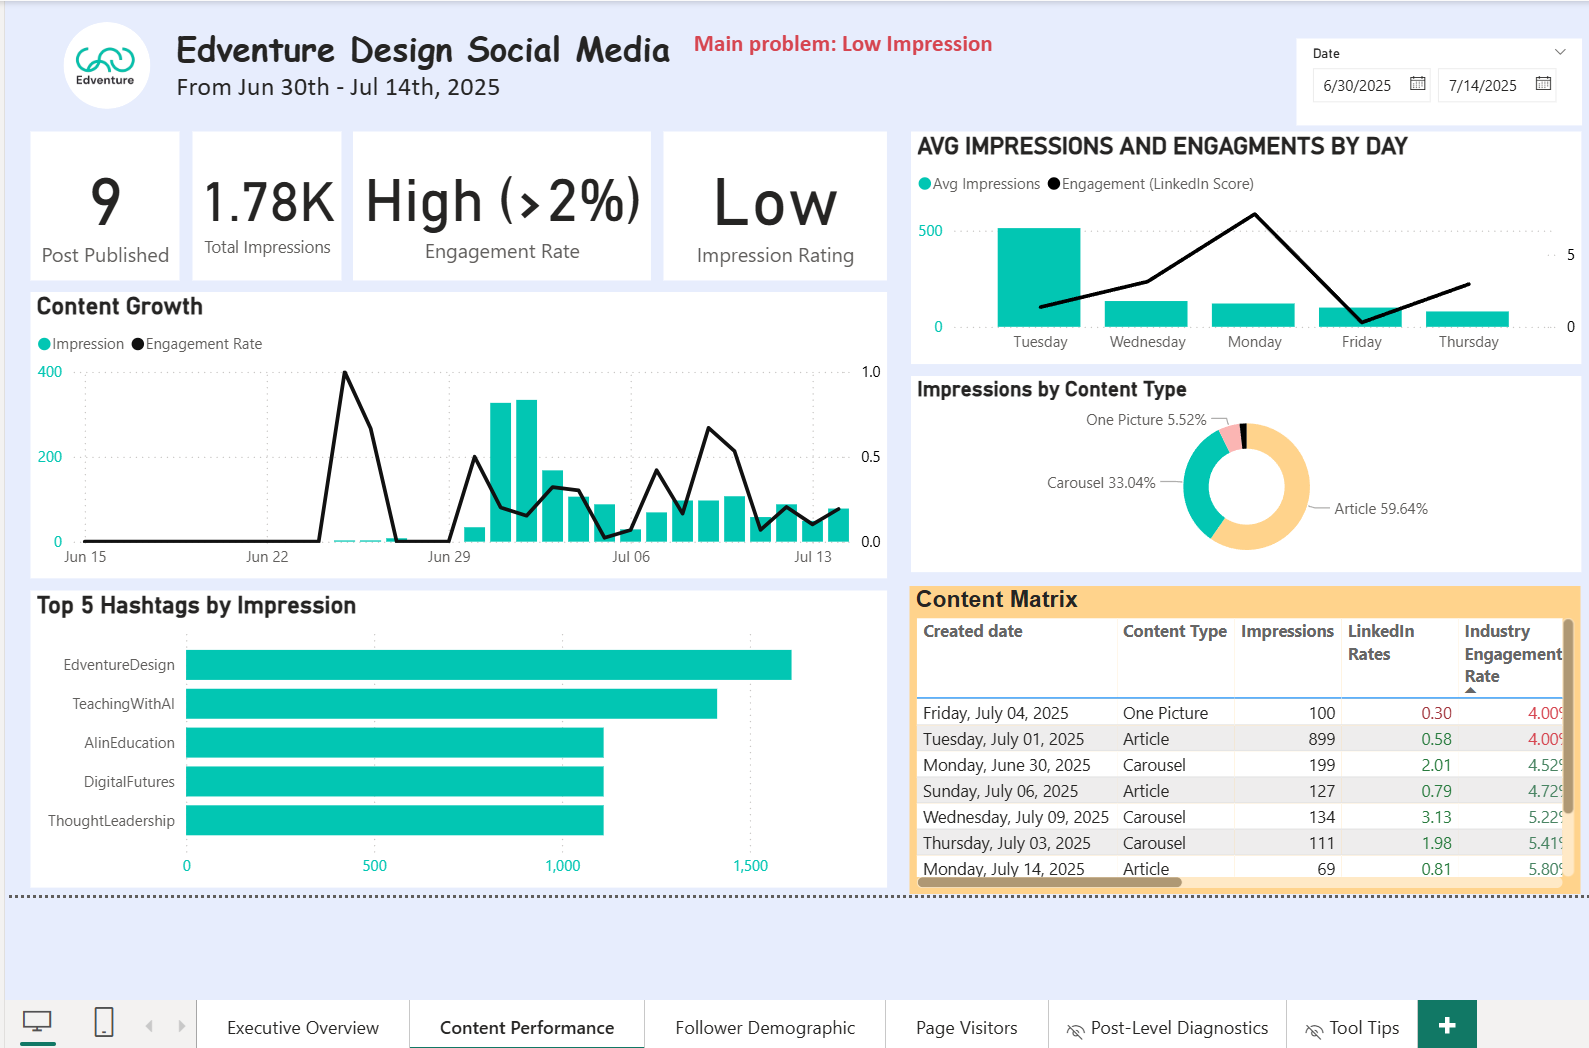 Edventure Design Social Media
Main problem: Low Impression
Edventure
From Jun 30th - Jul 14th, 2025
Date
6/30/2025
7/14/2025
9
Post Published
1.78K
Total Impressions
High (>2%)
Engagement Rate
Low
Impression Rating
AVG IMPRESSIONS AND ENGAGMENTS BY DAY
Avg Impressions
Engagement (LinkedIn Score)
500
0
5
0
Tuesday
Wednesday
Monday
Friday
Thursday
Content Growth
Impression
Engagement Rate
400
200
0
1.0
0.5
0.0
Jun 15
Jun 22
Jun 29
Jul 06
Jul 13
Impressions by Content Type
One Picture 5.52%
Carousel 33.04%
Article 59.64%
Top 5 Hashtags by Impression
EdventureDesign
TeachingWithAI
AIinEducation
DigitalFutures
ThoughtLeadership
0
500
1,000
1,500
Content Matrix
Created date Content Type Impressions LinkedIn Rates Industry Engagement Rate
Friday, July 04, 2025 One Picture 100 0.30 4.00%
Tuesday, July 01, 2025 Article 899 0.58 4.00%
Monday, June 30, 2025 Carousel 199 2.01 4.52%
Sunday, July 06, 2025 Article 127 0.79 4.72%
Wednesday, July 09, 2025 Carousel 134 3.13 5.22%
Thursday, July 03, 2025 Carousel 111 1.98 5.41%
Monday, July 14, 2025 Article 69 0.81 5.80%
Executive Overview
Content Performance
Follower Demographic
Page Visitors
Post-Level Diagnostics
Tool Tips